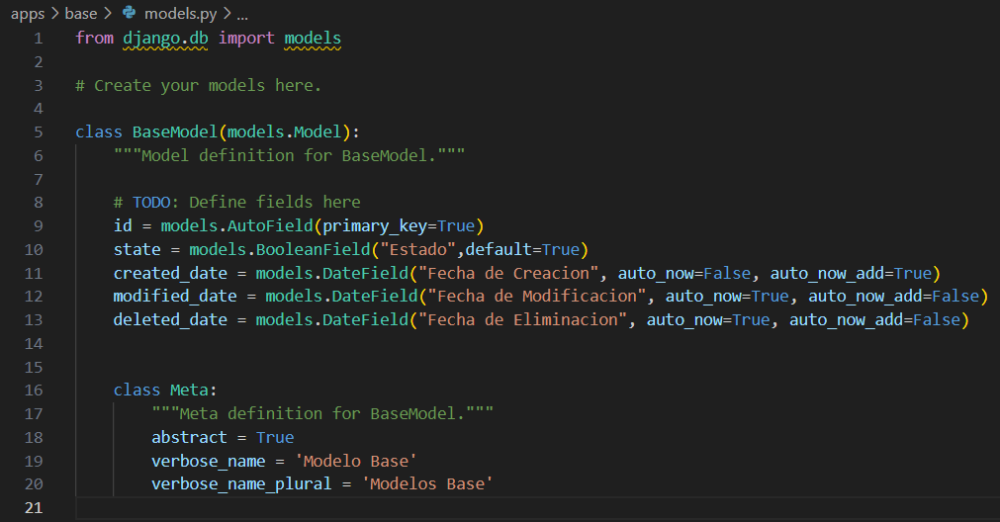 apps > base > models.py > ...
1 from django.db import models
2
3 # Create your models here.
4
5 class BaseModel(models.Model):
6     """Model definition for BaseModel."""
7
8     # TODO: Define fields here
9     id = models.AutoField(primary_key=True)
10     state = models.BooleanField("Estado",default=True)
11     created_date = models.DateField("Fecha de Creacion", auto_now=False, auto_now_add=True)
12     modified_date = models.DateField("Fecha de Modificacion", auto_now=True, auto_now_add=False)
13     deleted_date = models.DateField("Fecha de Eliminacion", auto_now=True, auto_now_add=False)
14
15
16     class Meta:
17         """Meta definition for BaseModel."""
18         abstract = True
19         verbose_name = 'Modelo Base'
20         verbose_name_plural = 'Modelos Base'
21